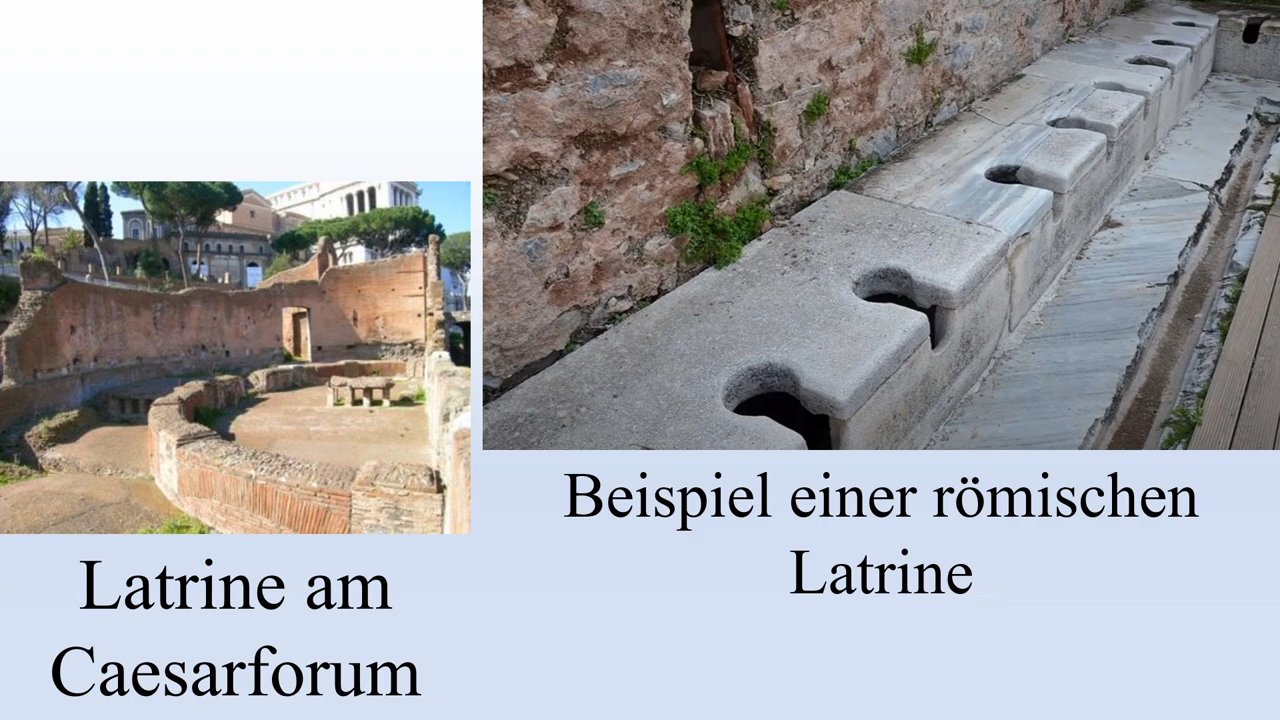 Latrine am
Caesarforum
Beispiel einer römischen
Latrine